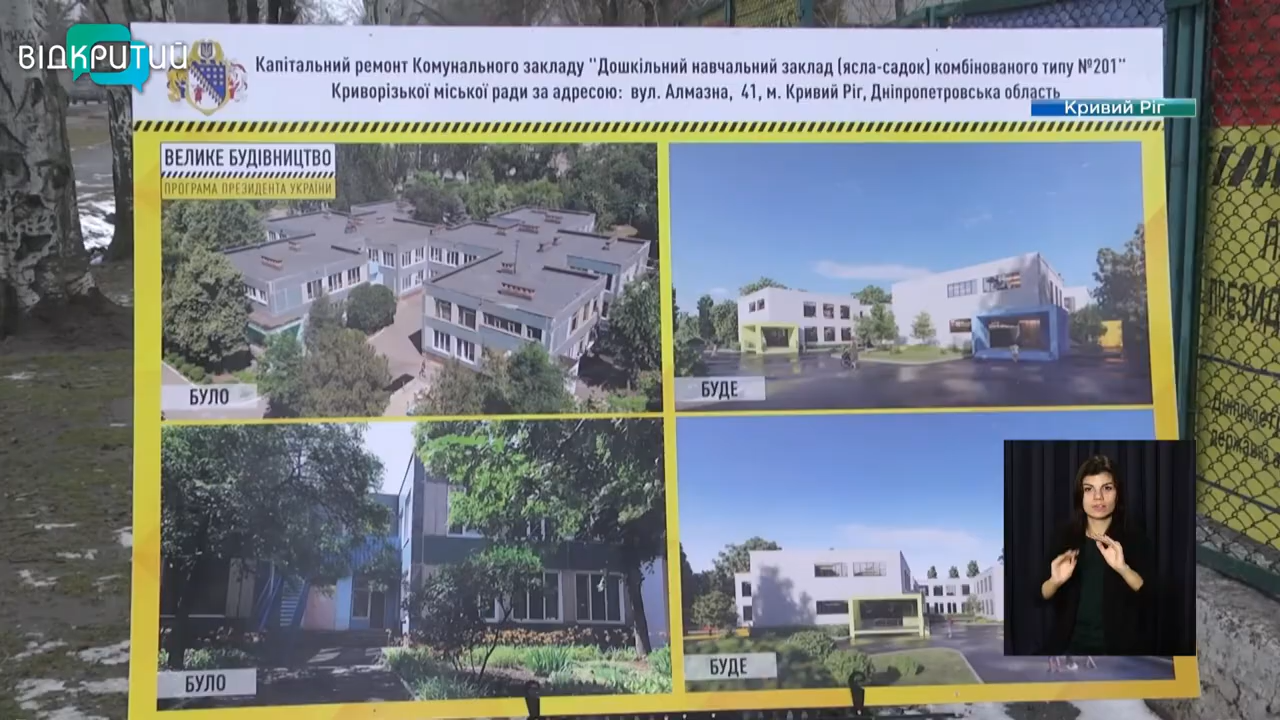 ВІДКРИТИЙ
Капітальний ремонт Комунального закладу "Дошкільний навчальний заклад (ясла-садок) комбінованого типу №201"
Криворізької міської ради за адресою: вул. Алмазна, 41, м. Кривий Ріг, Дніпропетровська область
Кривий Ріг
ВЕЛИКЕ БУДІВНИЦТВО
ПРОГРАМА ПРЕЗИДЕНТА УКРАЇНИ
БУЛО
БУДЕ
БУЛО
БУДЕ